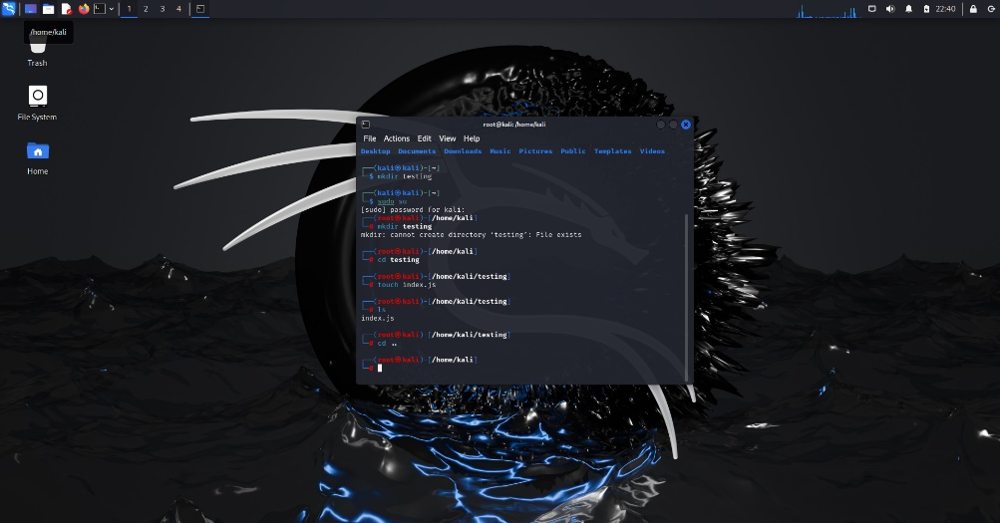 1 2 3 4
22:40
/home/kali
Trash
File System
Home
root@kali: /home/kali
File Actions Edit View Help
Desktop Documents Downloads Music Pictures Public Templates Videos
┌──(kali㉿kali)-[~]
└─$ mkdir testing
┌──(kali㉿kali)-[~]
└─$ sudo su
[sudo] password for kali:
┌──(root㉿kali)-[/home/kali]
└─# mkdir testing
mkdir: cannot create directory ‘testing’: File exists
┌──(root㉿kali)-[/home/kali]
└─# cd testing
┌──(root㉿kali)-[/home/kali/testing]
└─# touch index.js
┌──(root㉿kali)-[/home/kali/testing]
└─# ls
index.js
┌──(root㉿kali)-[/home/kali/testing]
└─# cd ..
┌──(root㉿kali)-[/home/kali]
└─#